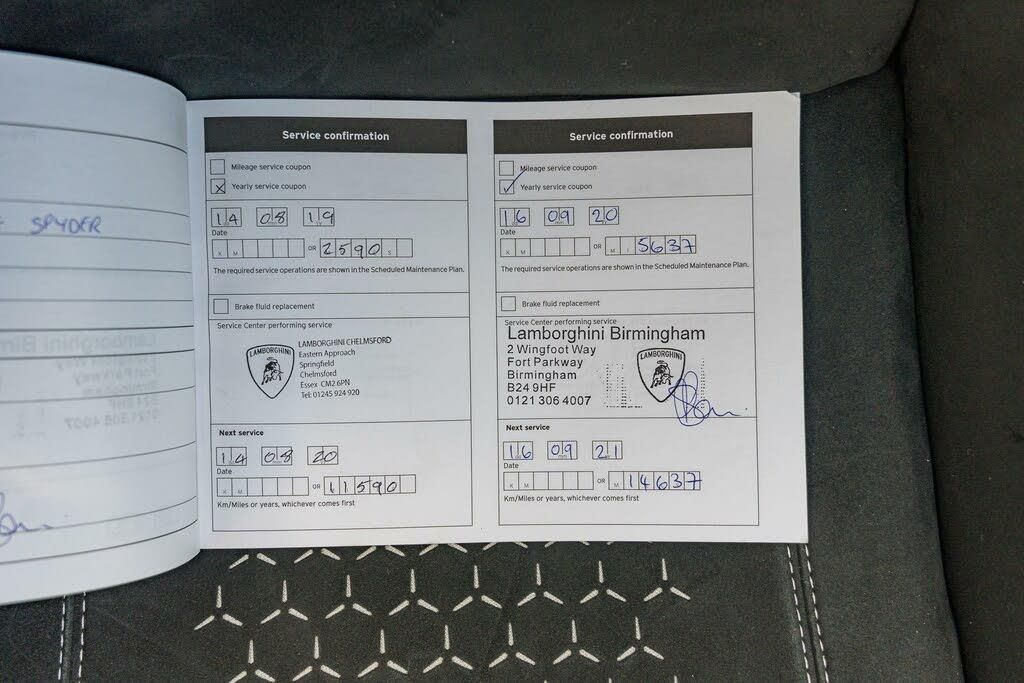 SPYDER
Service confirmation
Mileage service coupon
Yearly service coupon
14 08 19
Date
K M OR 2590 S
The required service operations are shown in the Scheduled Maintenance Plan.
Brake fluid replacement
Service Center performing service
LAMBORGHINI
LAMBORGHINI CHELMSFORD
Eastern Approach
Springfield
Chelmsford
Essex CM2 6PN
Tel: 01245 924 920
Next service
14 08 20
Date
K M OR 11590
Km/Miles or years, whichever comes first
Service confirmation
Mileage service coupon
Yearly service coupon
16 09 20
Date
K M OR M I 5637
The required service operations are shown in the Scheduled Maintenance Plan.
Brake fluid replacement
Service Center performing service
Lamborghini Birmingham
2 Wingfoot Way
Fort Parkway
Birmingham
B24 9HF
0121 306 4007
LAMBORGHINI
Next service
16 09 21
Date
K M OR M 14637
Km/Miles or years, whichever comes first